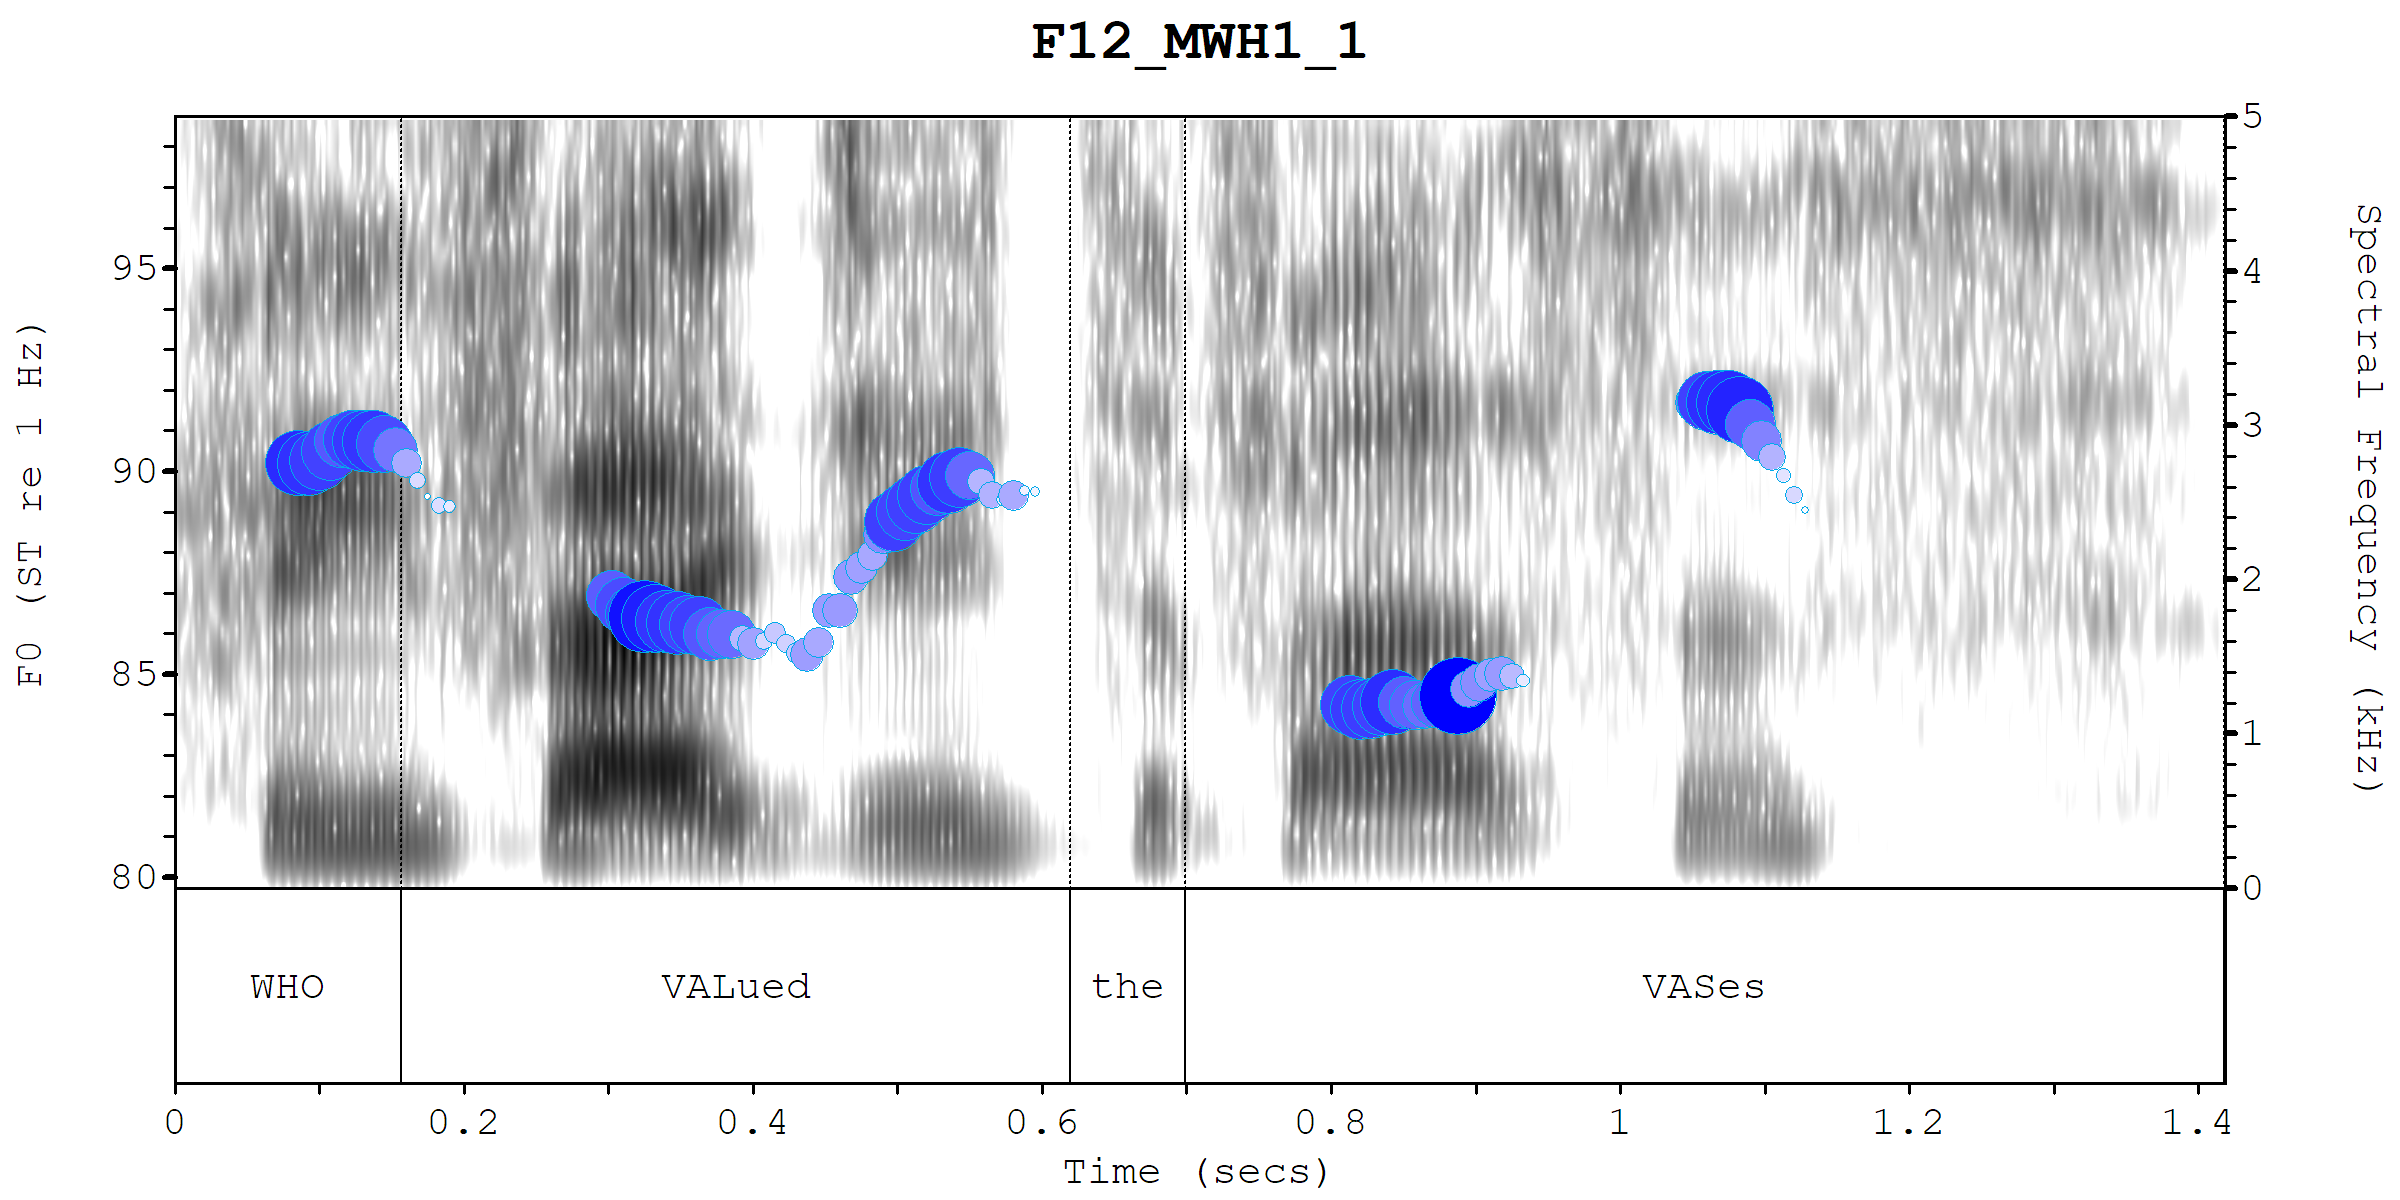 F12_MWH1_1
F0 (ST re 1 Hz)
95
90
85
80
5
4
3
2
1
0
Spectral Frequency (kHz)
WHO VALued the VASes
0 0.2 0.4 0.6 0.8 1 1.2 1.4
Time (secs)